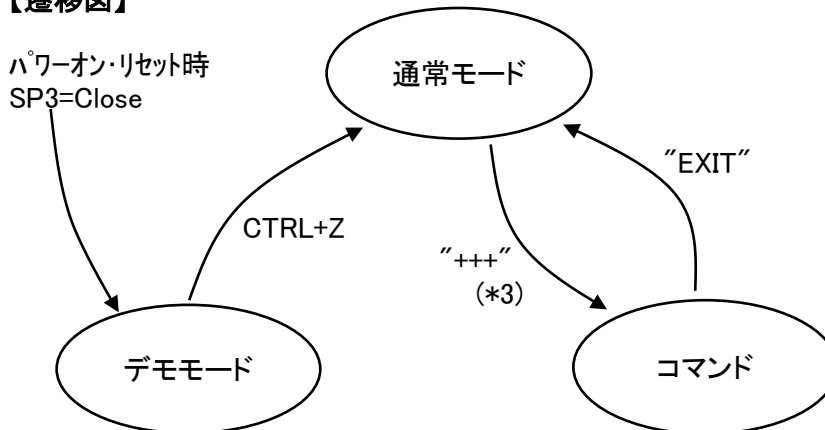 【遷移図】
ﾊﾟﾜｰｵﾝ・ﾘｾｯﾄ時
SP3=Close
通常モード
"EXIT"
CTRL+Z
"+++"
(*3)
デモモード
コマンド